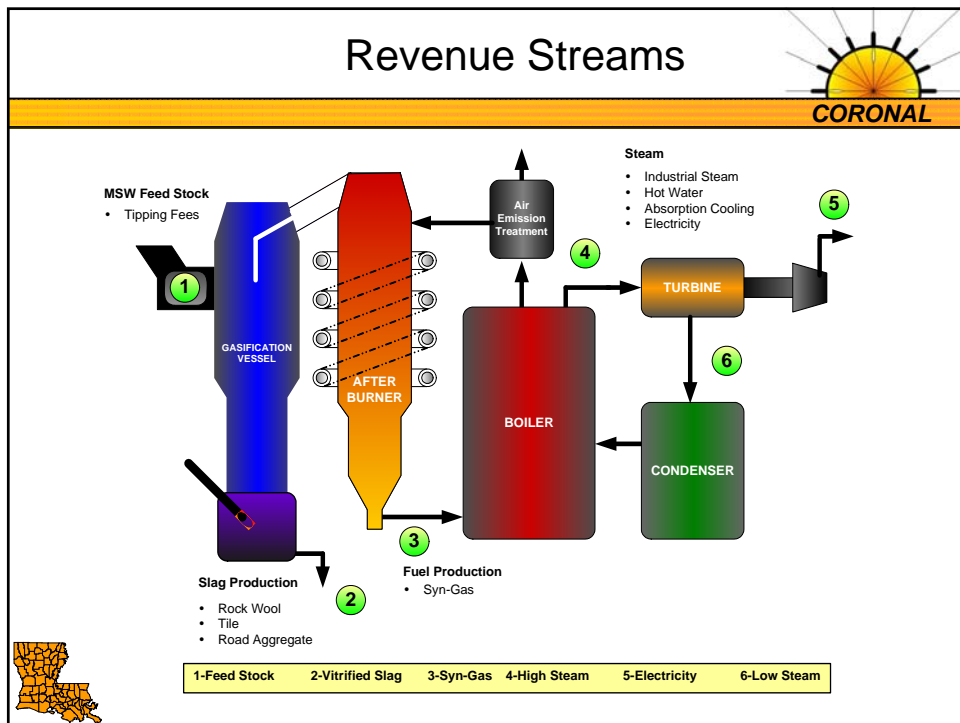 Revenue Streams
CORONAL
MSW Feed Stock
• Tipping Fees
1
GASIFICATION
VESSEL
AFTER
BURNER
Air
Emission
Treatment
Steam
• Industrial Steam
• Hot Water
• Absorption Cooling
• Electricity
4
5
TURBINE
6
BOILER
CONDENSER
3
Fuel Production
• Syn-Gas
2
Slag Production
• Rock Wool
• Tile
• Road Aggregate
1-Feed Stock 2-Vitrified Slag 3-Syn-Gas 4-High Steam 5-Electricity 6-Low Steam